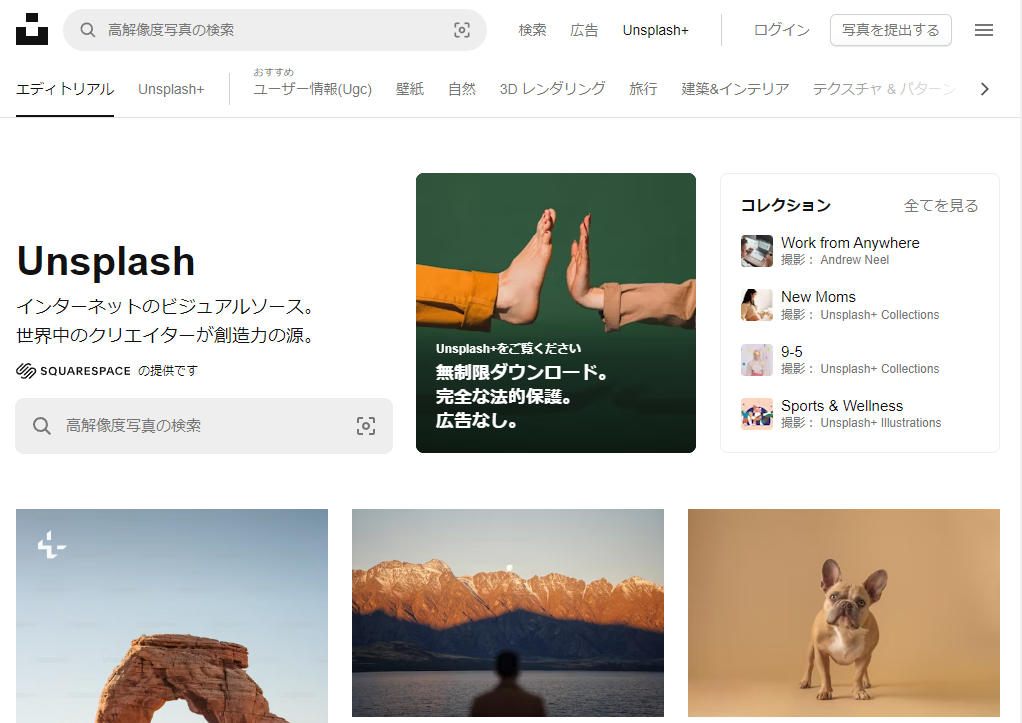 高解像度写真の検索
検索
広告
Unsplash+
ログイン
写真を提出する
エディトリアル
Unsplash+
おすすめ
ユーザー情報(Ugc)
壁紙
自然
3D レンダリング
旅行
建築&インテリア
テクスチャ & パターン
Unsplash
インターネットのビジュアルソース。
世界中のクリエイターが創造力の源。
SQUARESPACE の提供です
高解像度写真の検索
Unsplash+をご覧ください
無制限ダウンロード。
完全な法的保護。
広告なし。
コレクション 全てを見る
Work from Anywhere
撮影： Andrew Neel
New Moms
撮影： Unsplash+ Collections
9-5
撮影： Unsplash+ Collections
Sports & Wellness
撮影： Unsplash+ Illustrations